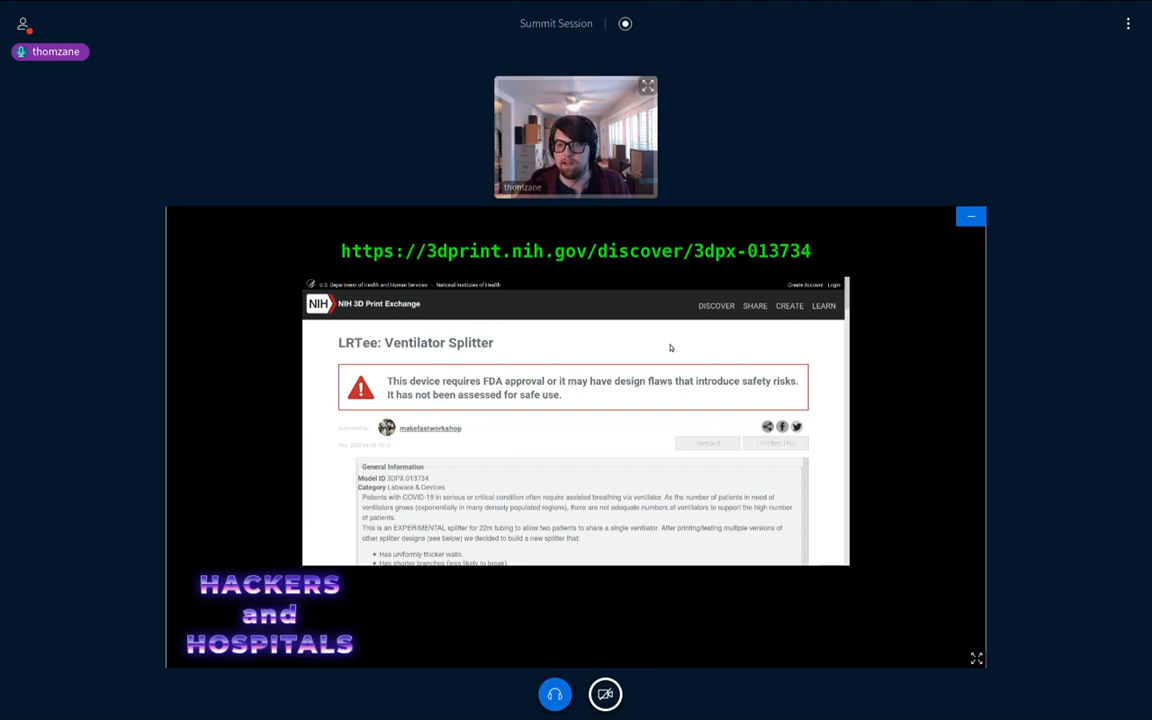 Summit Session
thomzane
thomzane
https://3dprint.nih.gov/discover/3dpx-013734
U.S. Department of Health and Human Services — National Institutes of Health
Create Account Login
NIH NIH 3D Print Exchange
DISCOVER SHARE CREATE LEARN
LRTee: Ventilator Splitter
This device requires FDA approval or it may have design flaws that introduce safety risks.
It has not been assessed for safe use.
makefastworkshop
General Information
Model ID 3DPX-013734
Category Labware & Devices
Patients with COVID-19 in serious or critical condition often require assisted breathing via ventilator. As the number of patients in need of
ventilators grows (exponentially in many densely populated regions), there are not adequate numbers of ventilators to support the high number
of patients.
This is an EXPERIMENTAL splitter for 22m tubing to allow two patients to share a single ventilator. After printing/testing multiple versions of
other splitter designs (see below) we decided to build a new splitter that:
Has uniformly thicker walls.
Has shorter branches (less likely to break).
HACKERS
and
HOSPITALS